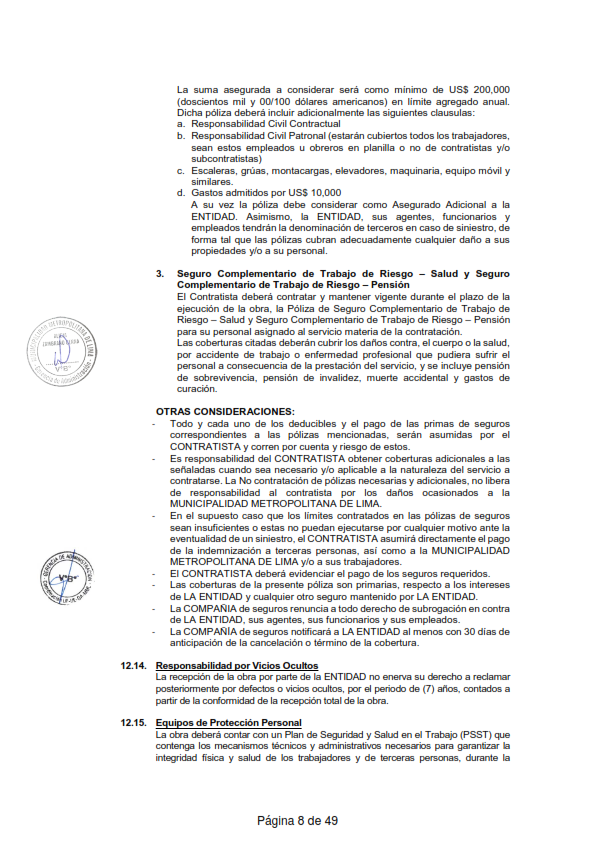 La suma asegurada a considerar será como mínimo de US$ 200,000
(doscientos mil y 00/100 dólares americanos) en límite agregado anual.
Dicha póliza deberá incluir adicionalmente las siguientes clausulas:
a. Responsabilidad Civil Contractual
b. Responsabilidad Civil Patronal (estarán cubiertos todos los trabajadores,
sean estos empleados u obreros en planilla o no de contratistas y/o
subcontratistas)
c. Escaleras, grúas, montacargas, elevadores, maquinaria, equipo móvil y
similares.
d. Gastos admitidos por US$ 10,000
A su vez la póliza debe considerar como Asegurado Adicional a la
ENTIDAD. Asimismo, la ENTIDAD, sus agentes, funcionarios y
empleados tendrán la denominación de terceros en caso de siniestro, de
forma tal que las pólizas cubran adecuadamente cualquier daño a sus
propiedades y/o a su personal.
3. Seguro Complementario de Trabajo de Riesgo – Salud y Seguro
Complementario de Trabajo de Riesgo – Pensión
El Contratista deberá contratar y mantener vigente durante el plazo de la
ejecución de la obra, la Póliza de Seguro Complementario de Trabajo de
Riesgo – Salud y Seguro Complementario de Trabajo de Riesgo – Pensión
para su personal asignado al servicio materia de la contratación.
Las coberturas citadas deberán cubrir los daños contra, el cuerpo o la salud,
por accidente de trabajo o enfermedad profesional que pudiera sufrir el
personal a consecuencia de la prestación del servicio, y se incluye pensión
de sobrevivencia, pensión de invalidez, muerte accidental y gastos de
curación.
MUNICIPALIDAD METROPOLITANA DE LIMA
V°B°
Gerencia de Administración
OTRAS CONSIDERACIONES:
- Todo y cada uno de los deducibles y el pago de las primas de seguros
correspondientes a las pólizas mencionadas, serán asumidas por el
CONTRATISTA y corren por cuenta y riesgo de estos.
- Es responsabilidad del CONTRATISTA obtener coberturas adicionales a las
señaladas cuando sea necesario y/o aplicable a la naturaleza del servicio a
contratarse. La No contratación de pólizas necesarias y adicionales, no libera
de responsabilidad al contratista por los daños ocasionados a la
MUNICIPALIDAD METROPOLITANA DE LIMA.
- En el supuesto caso que los límites contratados en las pólizas de seguros
sean insuficientes o estas no puedan ejecutarse por cualquier motivo ante la
eventualidad de un siniestro, el CONTRATISTA asumirá directamente el pago
de la indemnización a terceras personas, así como a la MUNICIPALIDAD
METROPOLITANA DE LIMA y/o a sus trabajadores.
- El CONTRATISTA deberá evidenciar el pago de los seguros requeridos.
- Las coberturas de la presente póliza son primarias, respecto a los intereses
de LA ENTIDAD y cualquier otro seguro mantenido por LA ENTIDAD.
- La COMPAÑIA de seguros renuncia a todo derecho de subrogación en contra
de LA ENTIDAD, sus agentes, sus funcionarios y sus empleados.
- La COMPAÑÍA de seguros notificará a LA ENTIDAD al menos con 30 días de
anticipación de la cancelación o término de la cobertura.
GERENCIA DE ADMINISTRACIÓN
V°B°
12.14. Responsabilidad por Vicios Ocultos
La recepción de la obra por parte de la ENTIDAD no enerva su derecho a reclamar
posteriormente por defectos o vicios ocultos, por el periodo de (7) años, contados a
partir de la conformidad de la recepción total de la obra.
12.15. Equipos de Protección Personal
La obra deberá contar con un Plan de Seguridad y Salud en el Trabajo (PSST) que
contenga los mecanismos técnicos y administrativos necesarios para garantizar la
integridad física y salud de los trabajadores y de terceras personas, durante la
Página 8 de 49